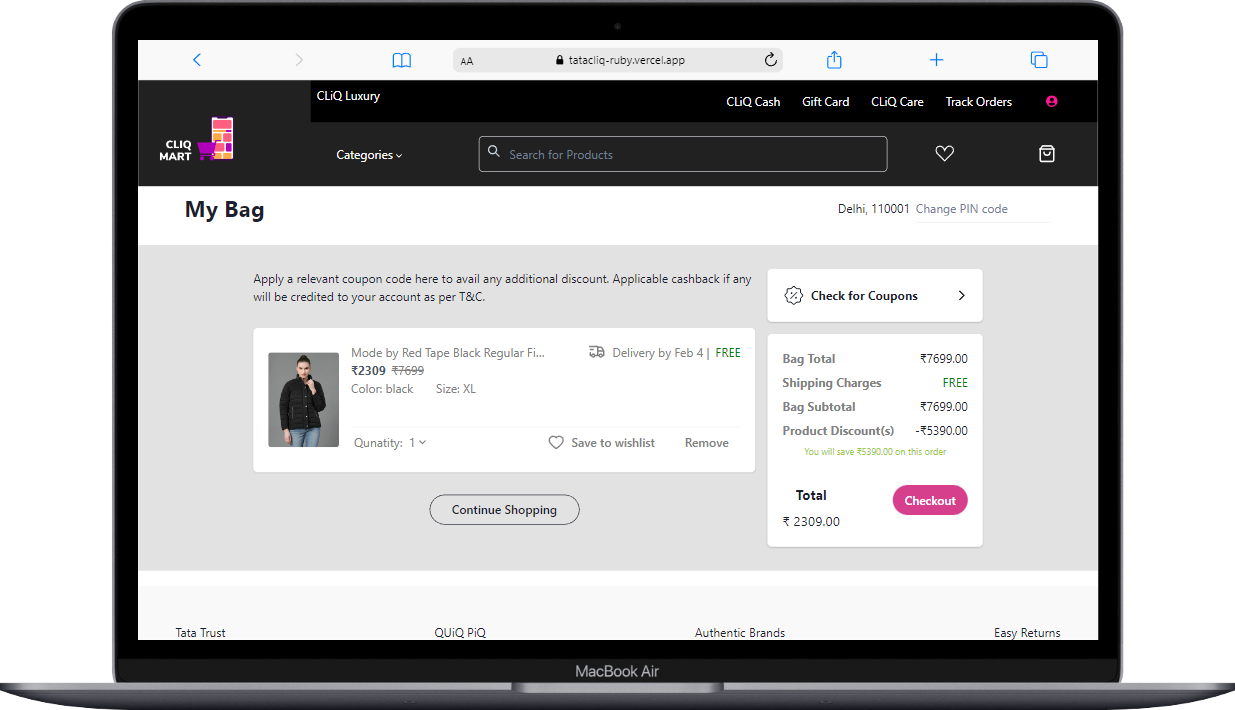 AA tatacliq-ruby.vercel.app
CLiQ Luxury
CLiQ Cash Gift Card CLiQ Care Track Orders
CLIQ
MART
Categories
Search for Products
My Bag
Delhi, 110001 Change PIN code
Apply a relevant coupon code here to avail any additional discount. Applicable cashback if any
will be credited to your account as per T&C.
Check for Coupons
Mode by Red Tape Black Regular Fi...
Delivery by Feb 4 | FREE
₹2309 ₹7699
Color: black Size: XL
Qunatity: 1
Save to wishlist
Remove
Continue Shopping
Bag Total ₹7699.00
Shipping Charges FREE
Bag Subtotal ₹7699.00
Product Discount(s) -₹5390.00
You will save ₹5390.00 on this order
Total
₹ 2309.00
Checkout
Tata Trust QUiQ PiQ Authentic Brands Easy Returns
MacBook Air